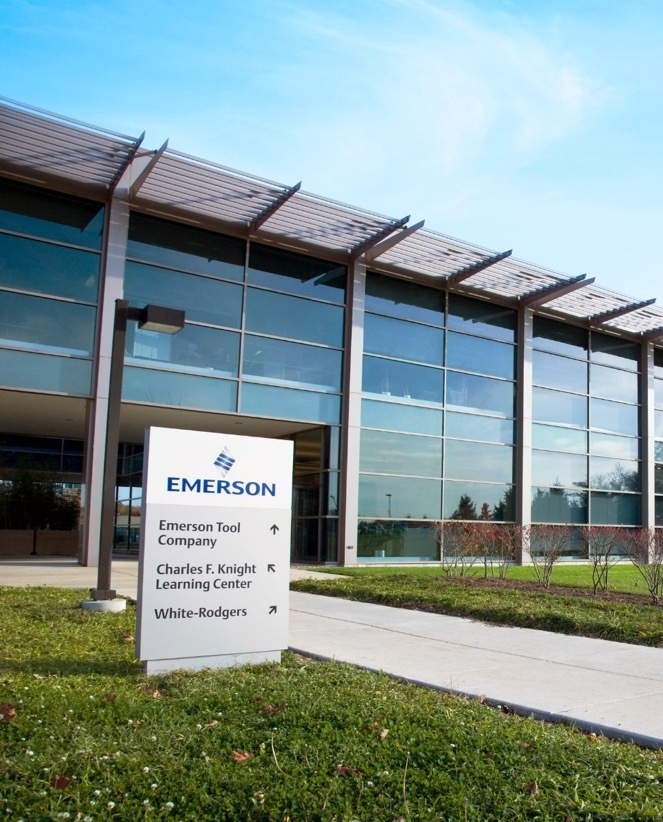 EMERSON
Emerson Tool
Company
Charles F. Knight
Learning Center
White-Rodgers